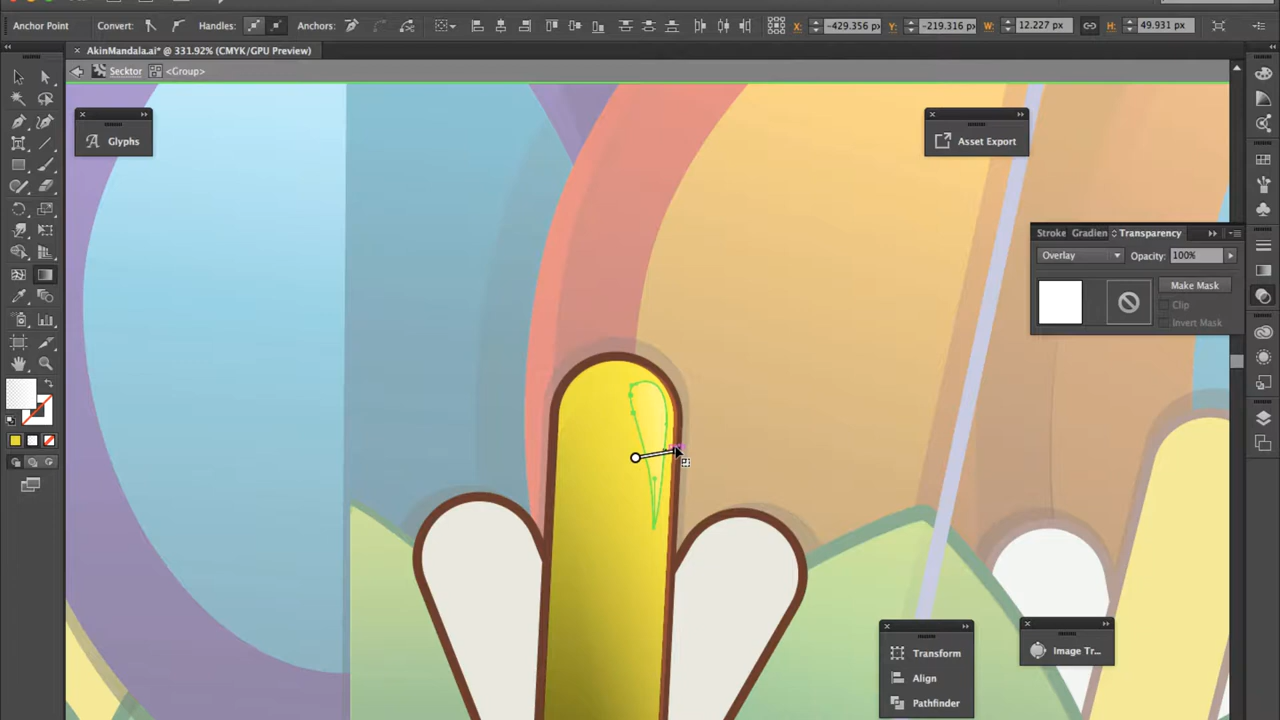 Anchor Point Convert: Handles: Anchors: X: -429.356 px Y: -219.316 px W: 12.227 px H: 49.931 px
× AkinMandala.ai* @ 331.92% (CMYK/GPU Preview)
Secktor <Group>
Glyphs
Asset Export
Stroke Gradien Transparency
Overlay Opacity: 100%
Make Mask
Clip
Invert Mask
Transform
Align
Pathfinder
Image Tr...